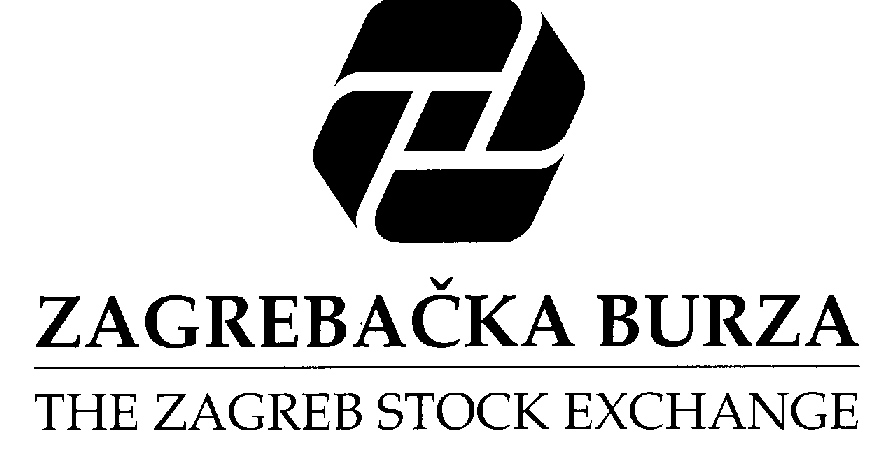 ZAGREBAČKA BURZA
THE ZAGREB STOCK EXCHANGE